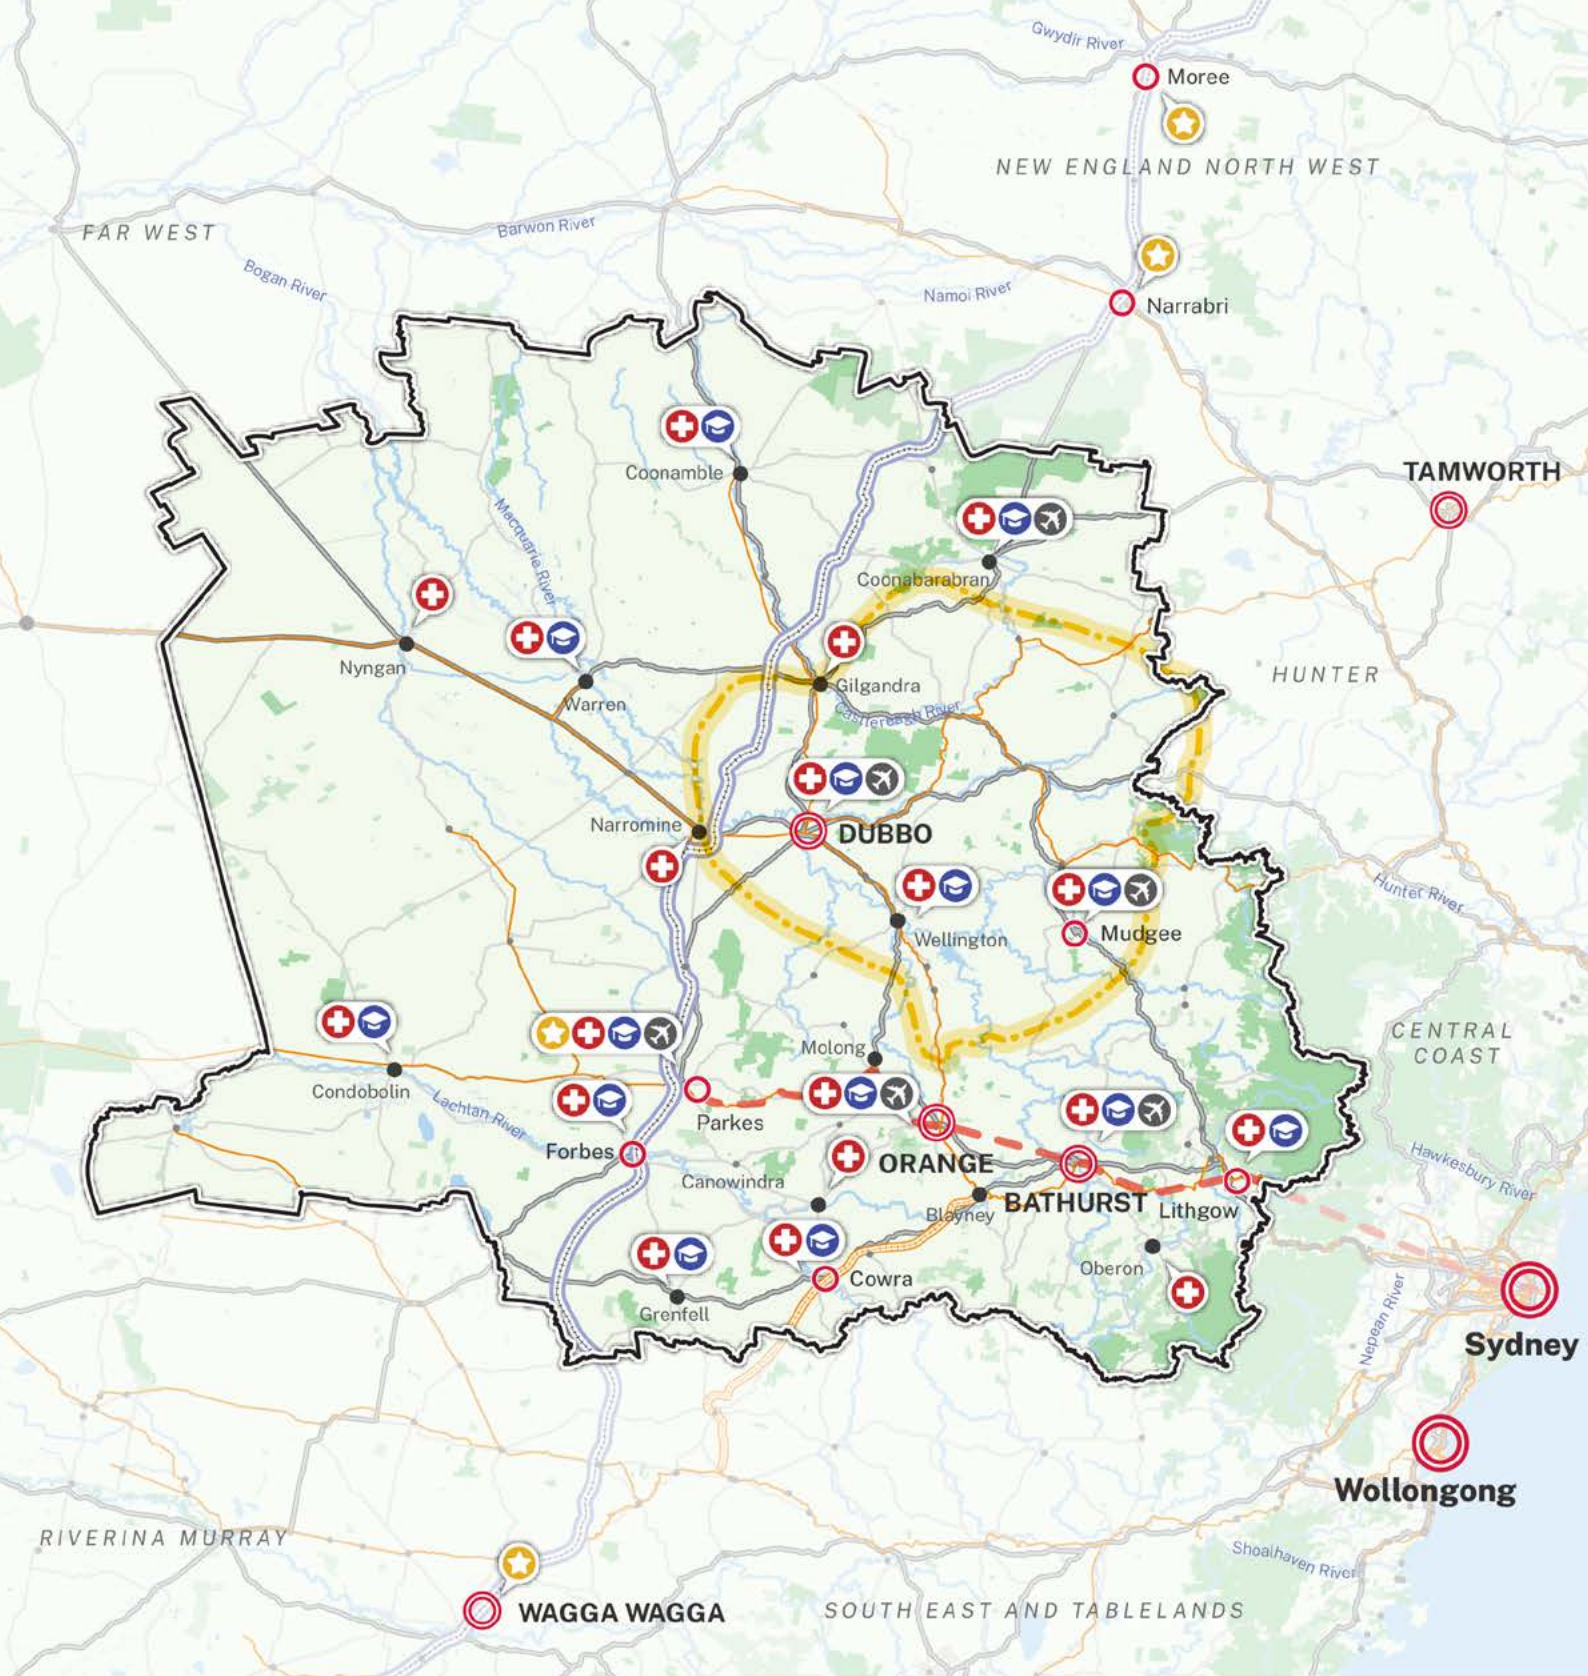 Gwydir River
Moree
NEW ENGLAND NORTH WEST
FAR WEST
Barwon River
Bogan River
Namoi River
Narrabri
TAMWORTH
Coonamble
Macquarie River
Coonabarabran
Nyngan
Warren
Gilgandra
HUNTER
Castlereagh River
Narromine
DUBBO
Hunter River
Wellington
Mudgee
CENTRAL
COAST
Molong
Condobolin
Lachlan River
Parkes
Forbes
Canowindra
ORANGE
BATHURST
Blayney
Lithgow
Hawkesbury River
Oberon
Cowra
Grenfell
Nepean River
Sydney
Wollongong
RIVERINA MURRAY
Shoalhaven River
WAGGA WAGGA
SOUTH EAST AND TABLELANDS